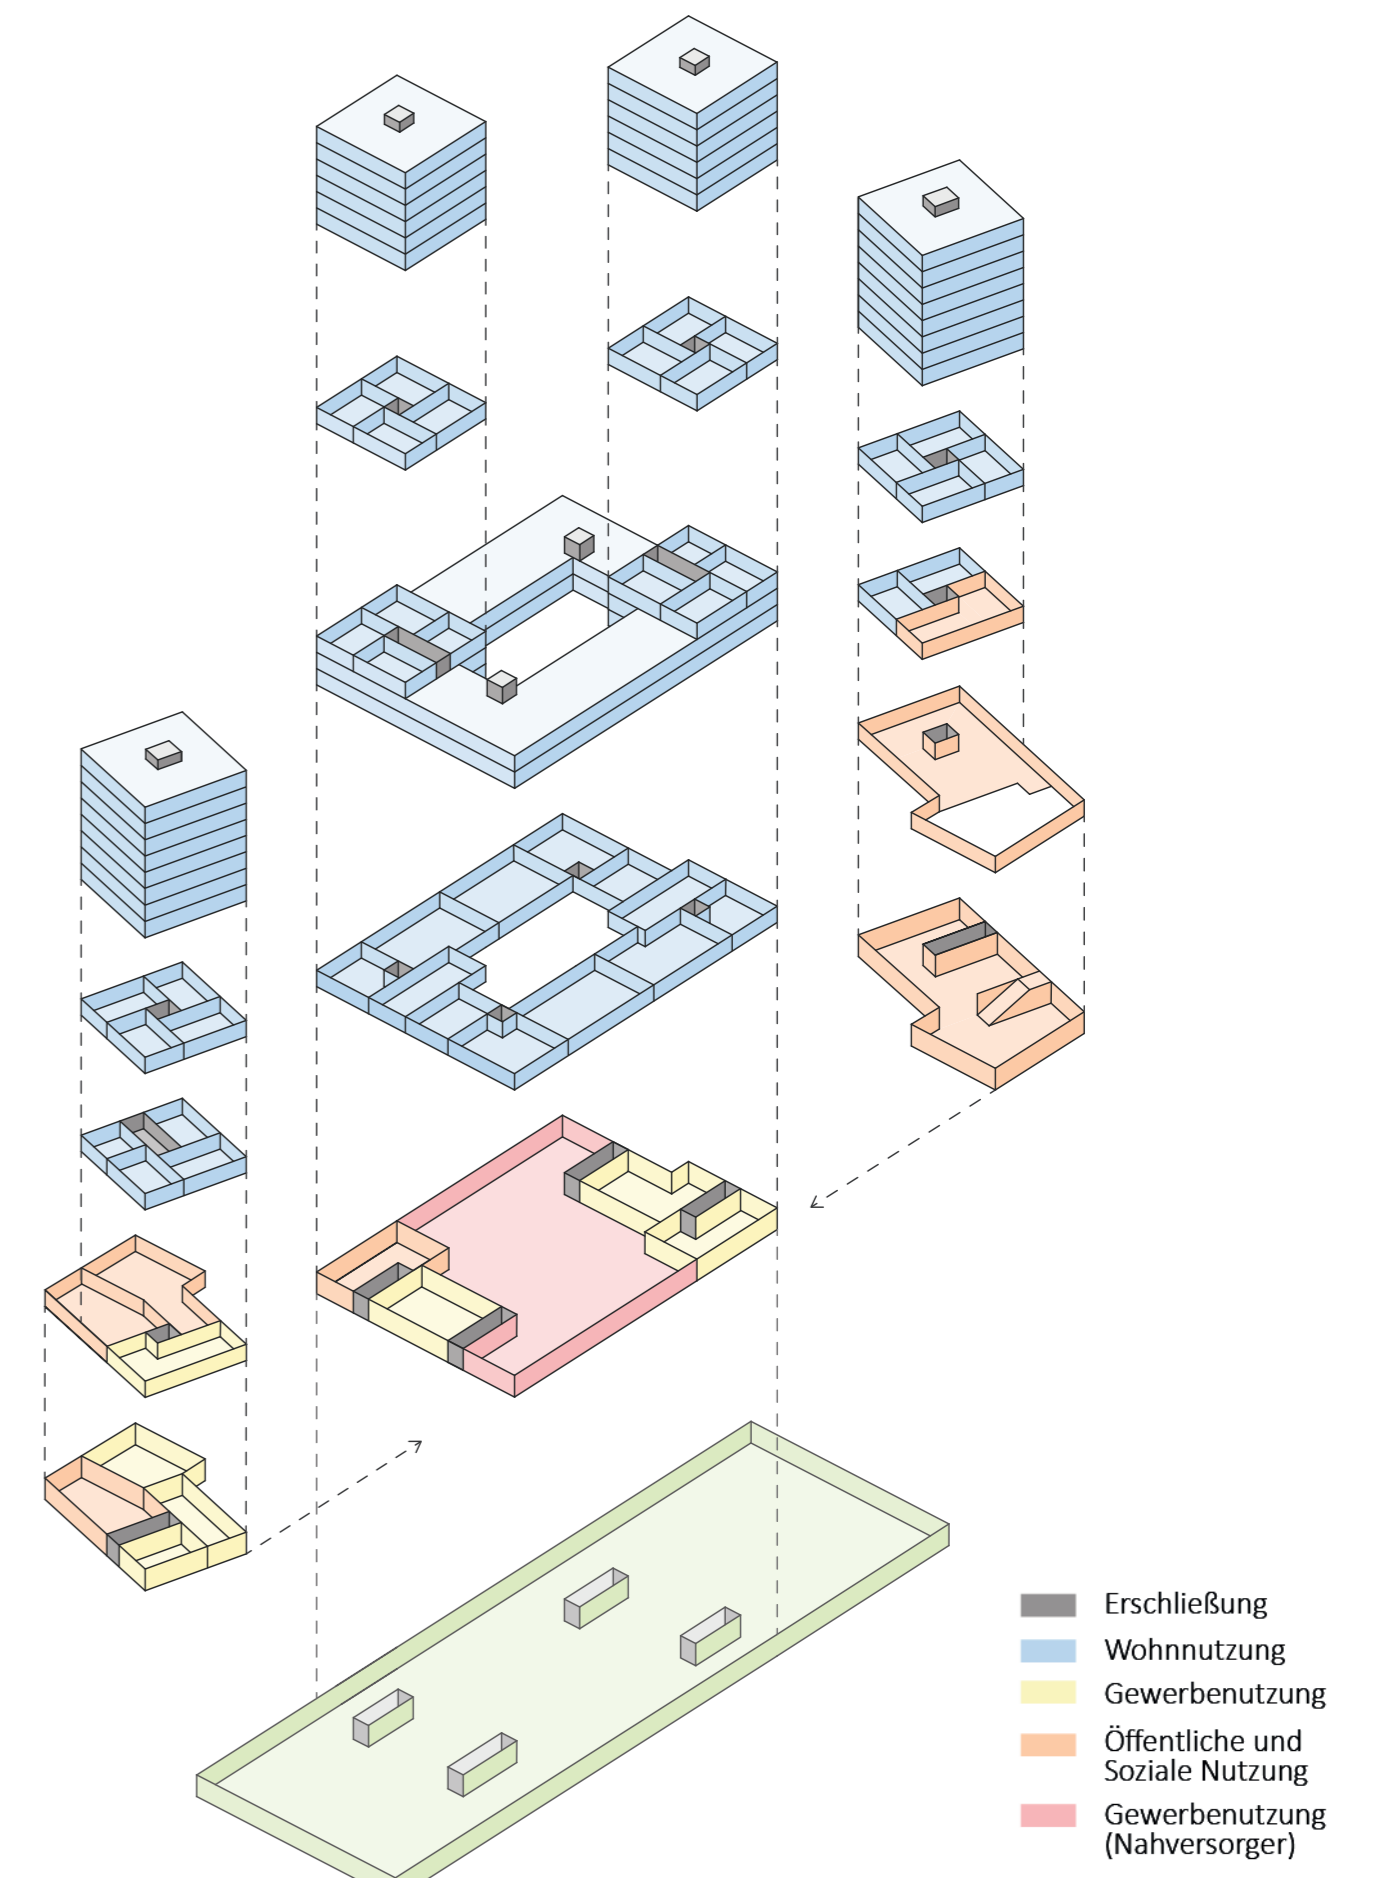 Erschließung
Wohnnutzung
Gewerbenutzung
Öffentliche und
Soziale Nutzung
Gewerbenutzung
(Nahversorger)